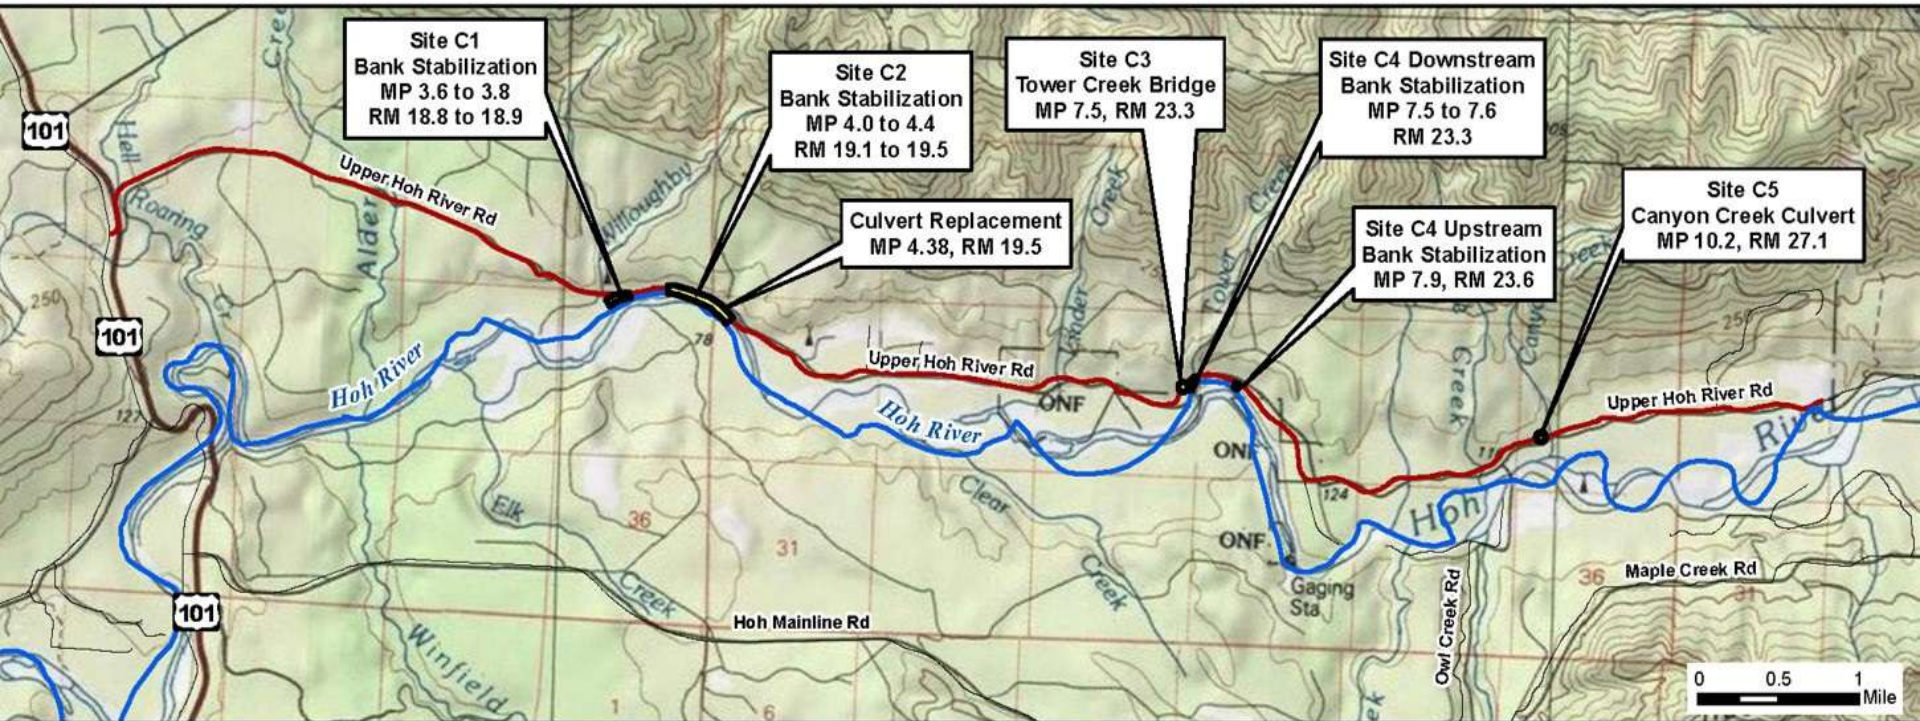 Site C1
Bank Stabilization
MP 3.6 to 3.8
RM 18.8 to 18.9
Site C2
Bank Stabilization
MP 4.0 to 4.4
RM 19.1 to 19.5
Culvert Replacement
MP 4.38, RM 19.5
Site C3
Tower Creek Bridge
MP 7.5, RM 23.3
Site C4 Downstream
Bank Stabilization
MP 7.5 to 7.6
RM 23.3
Site C4 Upstream
Bank Stabilization
MP 7.9, RM 23.6
Site C5
Canyon Creek Culvert
MP 10.2, RM 27.1
101
101
101
Hell
Roaring
Cr
Alder
Upper Hoh River Rd
Willoughby
Creek
Tower
Creek
250
127
78
Hoh River
Upper Hoh River Rd
Hoh River
ONF
ONF
124
Creek
Upper Hoh River Rd
Hoh
Elk
Creek
36
31
Clear
Creek
Gaging
Sta
Owl Creek Rd
36
Maple Creek Rd
31
Hoh Mainline Rd
Winfield
1
6
0 0.5 1
Mile